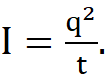 I = q²/t.